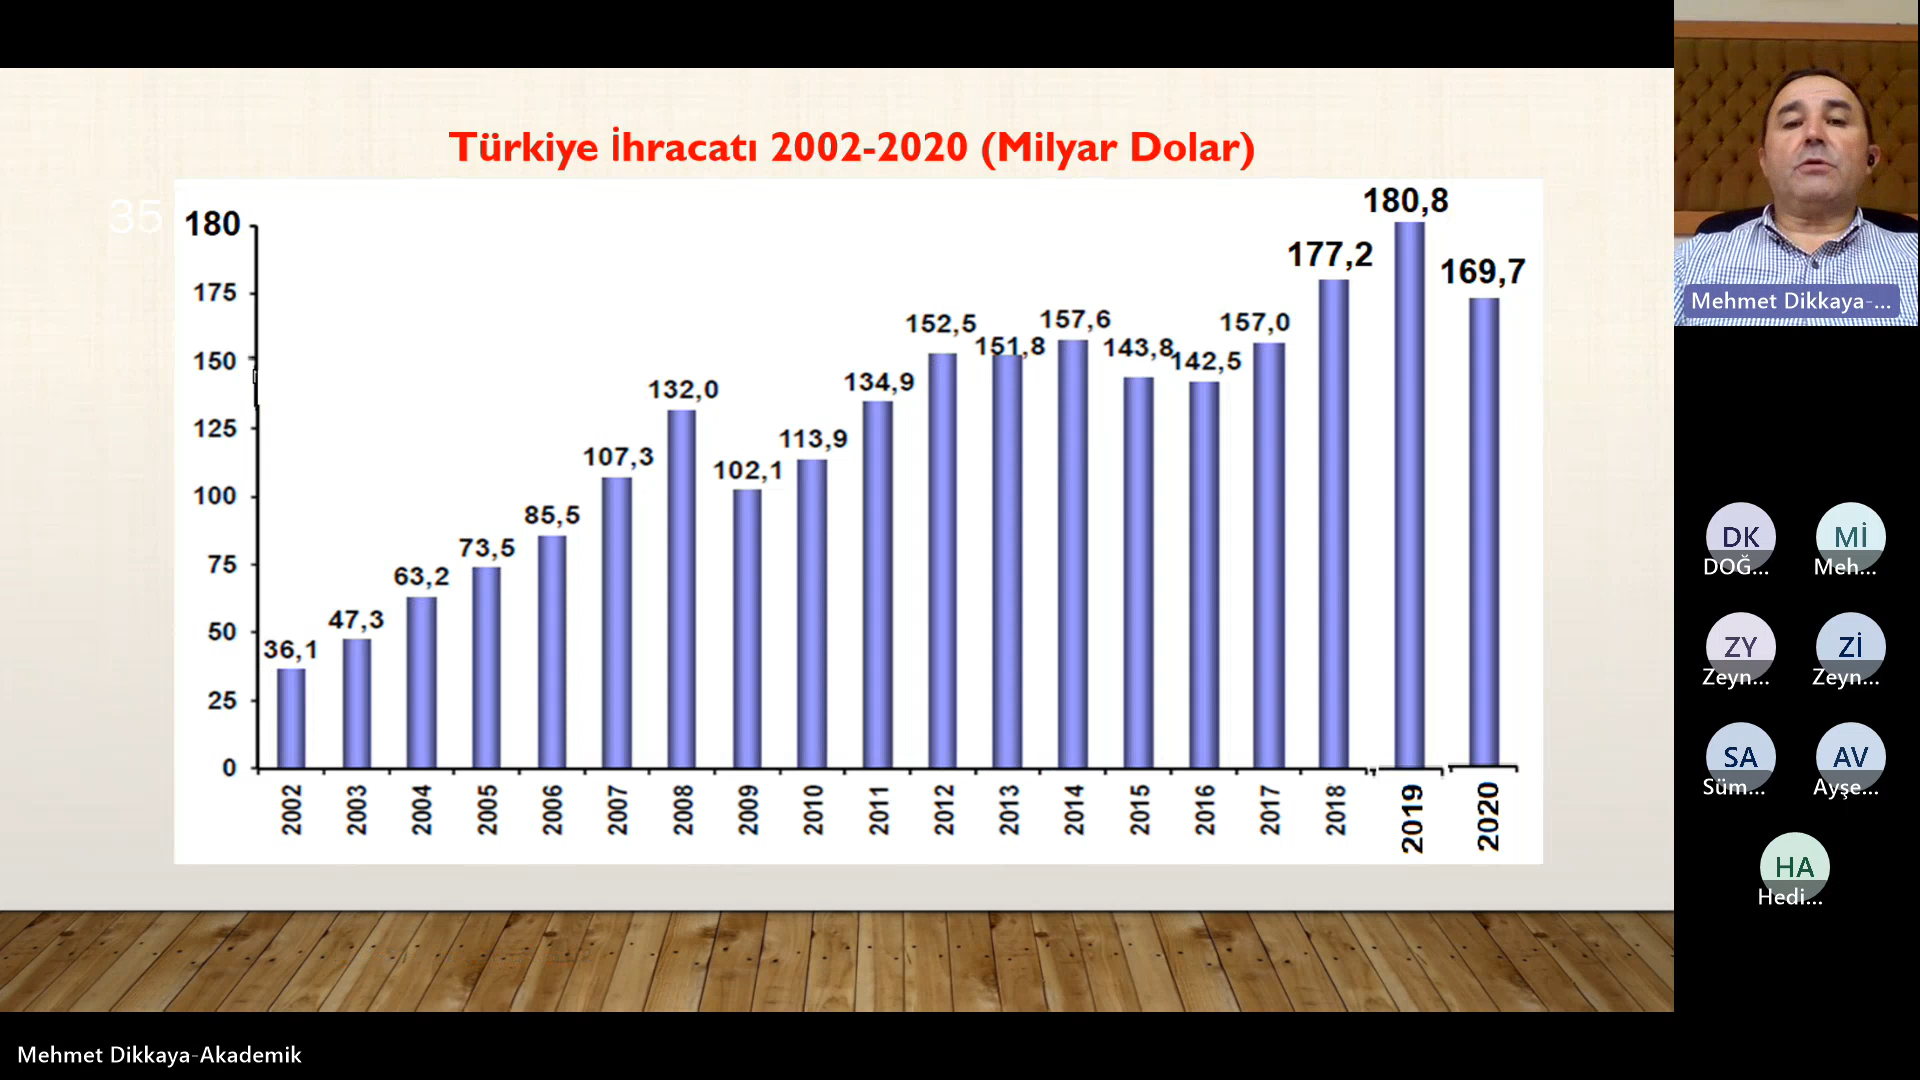 Türkiye İhracatı 2002-2020 (Milyar Dolar)
35
180
175
150
125
100
75
50
25
0
36,1
47,3
63,2
73,5
85,5
107,3
132,0
102,1
113,9
134,9
152,5
151,8
157,6
143,8
142,5
157,0
177,2
180,8
169,7
2002
2003
2004
2005
2006
2007
2008
2009
2010
2011
2012
2013
2014
2015
2016
2017
2018
2019
2020
Mehmet Dikkaya-...
DK
DOĞ...
Mİ
Meh...
ZY
Zeyn...
Zİ
Zeyn...
SA
Süm...
AV
Ayşe...
HA
Hedi...
Mehmet Dikkaya-Akademik